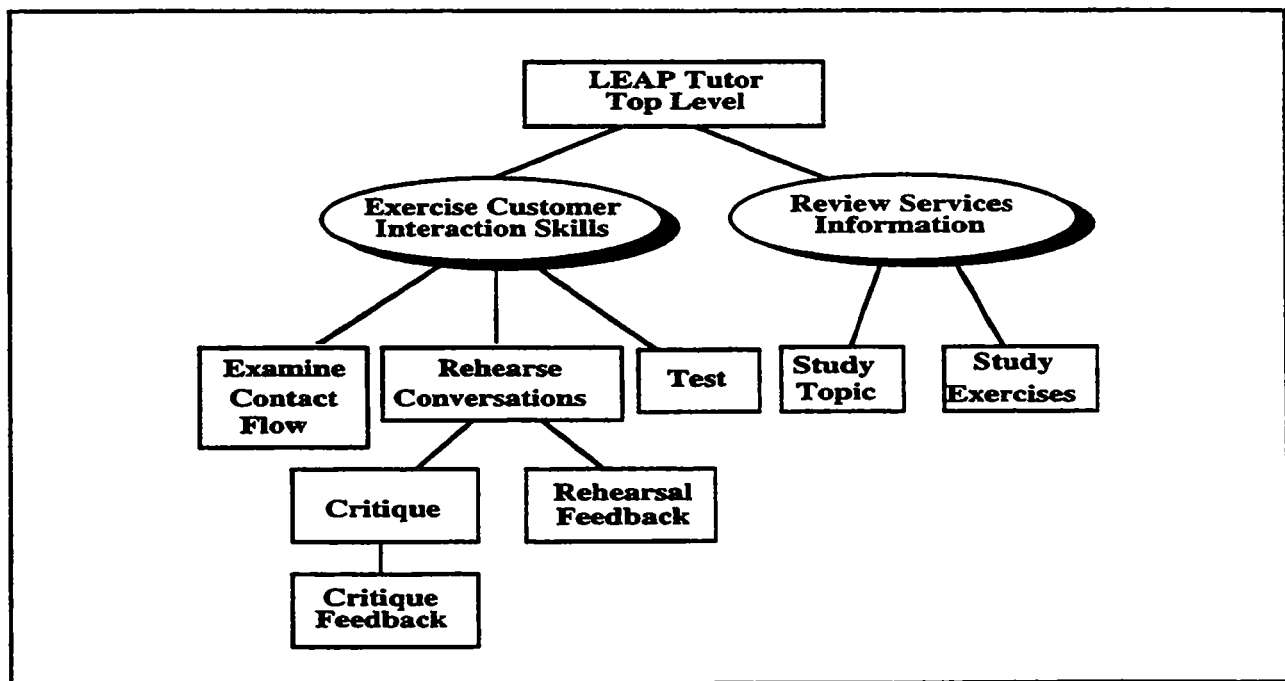 LEAP Tutor
Top Level
Exercise Customer
Interaction Skills
Review Services
Information
Examine
Contact
Flow
Rehearse
Conversations
Test
Study
Topic
Study
Exercises
Critique
Rehearsal
Feedback
Critique
Feedback